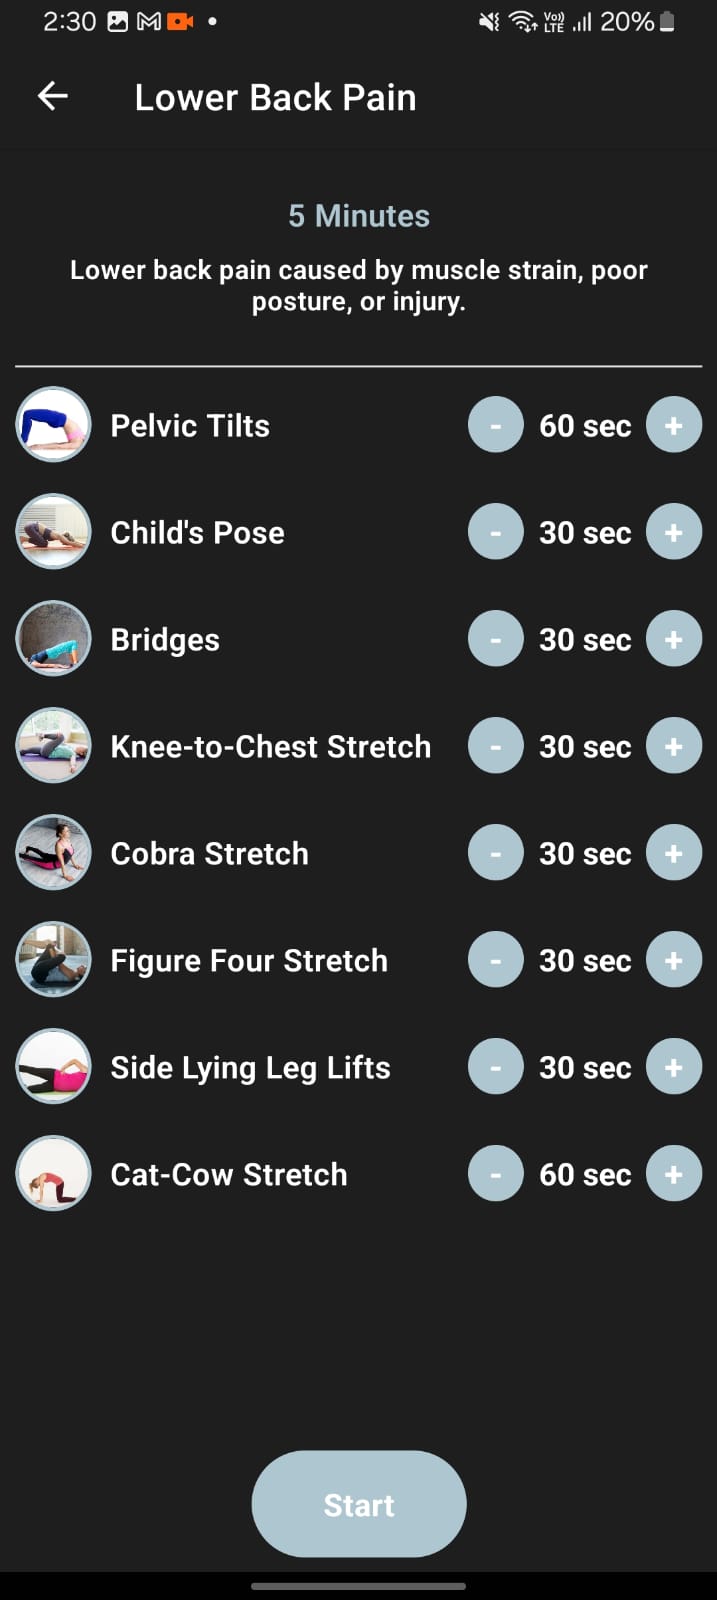 2:30 Vo)) LTE 20%
Lower Back Pain
5 Minutes
Lower back pain caused by muscle strain, poor
posture, or injury.
Pelvic Tilts - 60 sec +
Child's Pose - 30 sec +
Bridges - 30 sec +
Knee-to-Chest Stretch - 30 sec +
Cobra Stretch - 30 sec +
Figure Four Stretch - 30 sec +
Side Lying Leg Lifts - 30 sec +
Cat-Cow Stretch - 60 sec +
Start